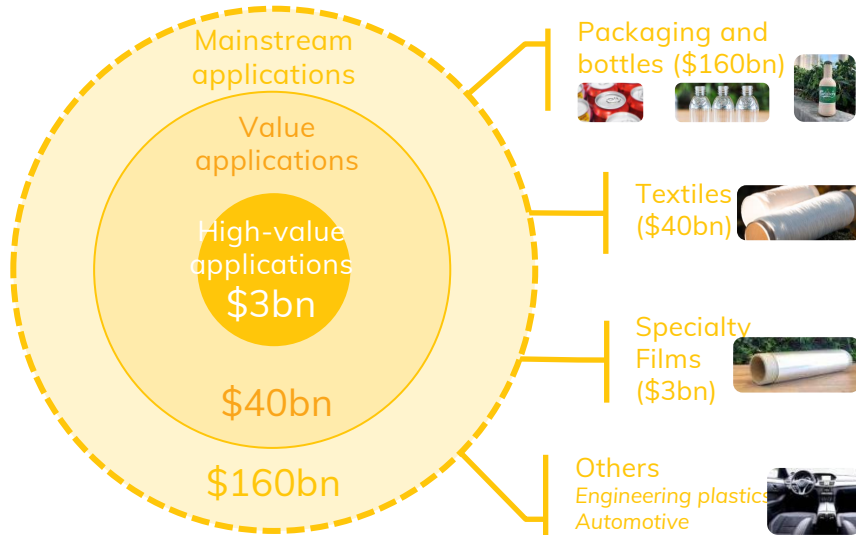 Mainstream
applications
Value
applications
High-value
applications
$3bn
$40bn
$160bn
Packaging and
bottles ($160bn)
Textiles
($40bn)
Specialty
Films
($3bn)
Others
Engineering plastics
Automotive